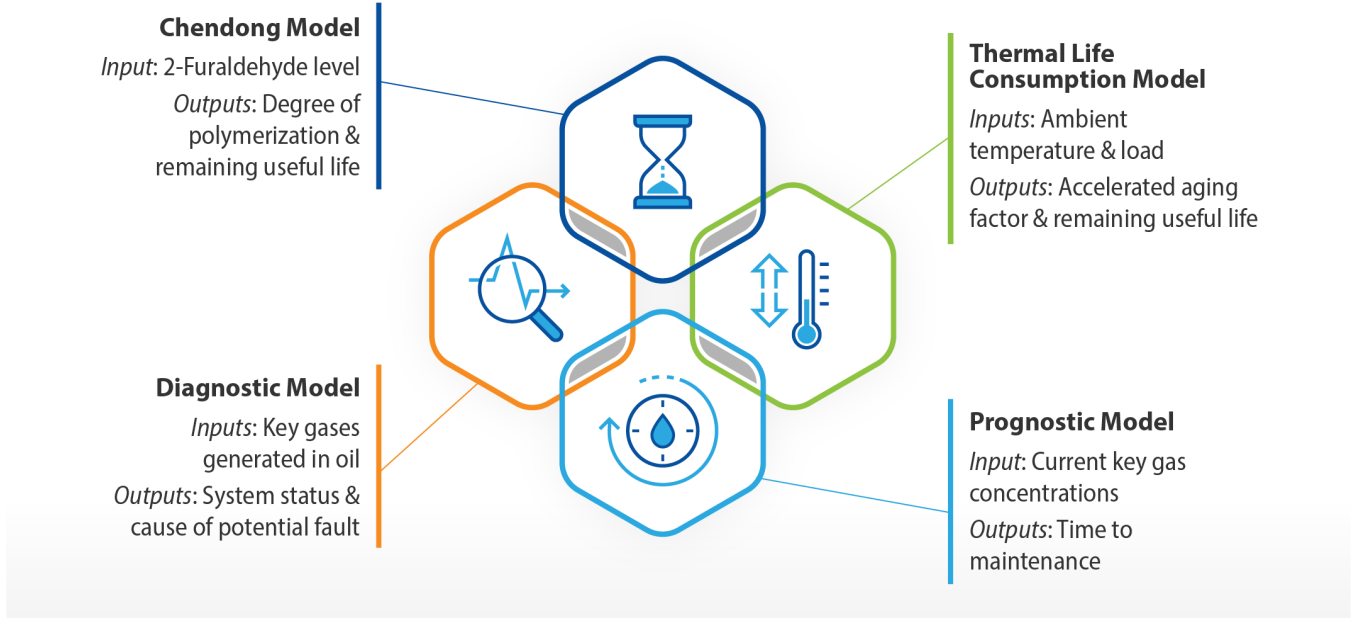 Chendong Model
Input: 2-Furaldehyde level
Outputs: Degree of
polymerization &
remaining useful life
Thermal Life
Consumption Model
Inputs: Ambient
temperature & load
Outputs: Accelerated aging
factor & remaining useful life
Diagnostic Model
Inputs: Key gases
generated in oil
Outputs: System status &
cause of potential fault
Prognostic Model
Input: Current key gas
concentrations
Outputs: Time to
maintenance